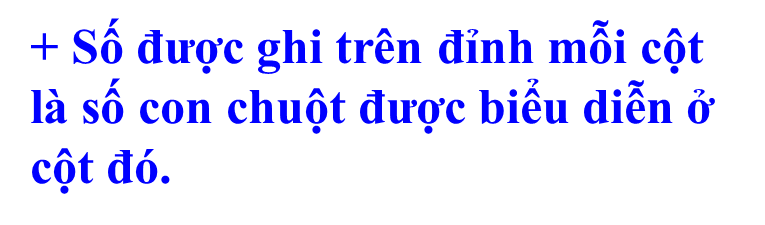 + Số được ghi trên đỉnh mỗi cột
là số con chuột được biểu diễn ở
cột đó.